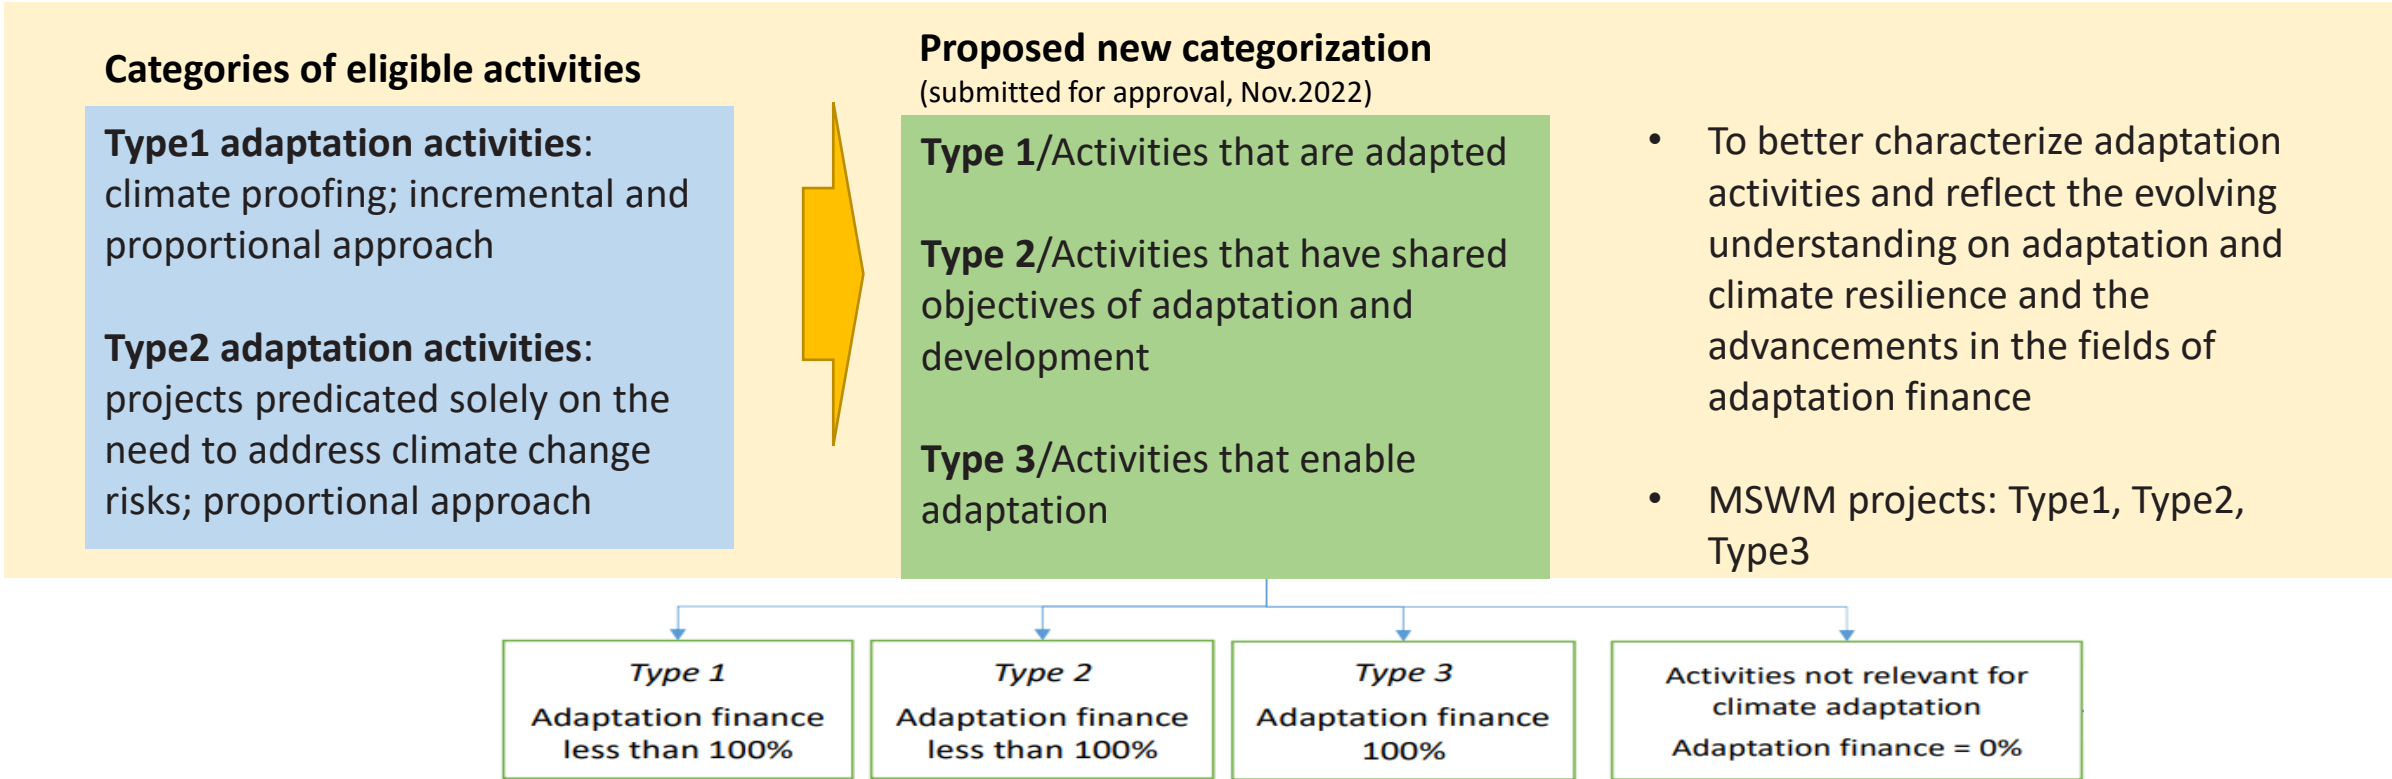 Categories of eligible activities
Type1 adaptation activities:
climate proofing; incremental and
proportional approach
Type2 adaptation activities:
projects predicated solely on the
need to address climate change
risks; proportional approach
Proposed new categorization
(submitted for approval, Nov.2022)
Type 1/Activities that are adapted
Type 2/Activities that have shared
objectives of adaptation and
development
Type 3/Activities that enable
adaptation
• To better characterize adaptation
activities and reflect the evolving
understanding on adaptation and
climate resilience and the
advancements in the fields of
adaptation finance
• MSWM projects: Type1, Type2,
Type3
Type 1
Adaptation finance
less than 100%
Type 2
Adaptation finance
less than 100%
Type 3
Adaptation finance
100%
Activities not relevant for
climate adaptation
Adaptation finance = 0%